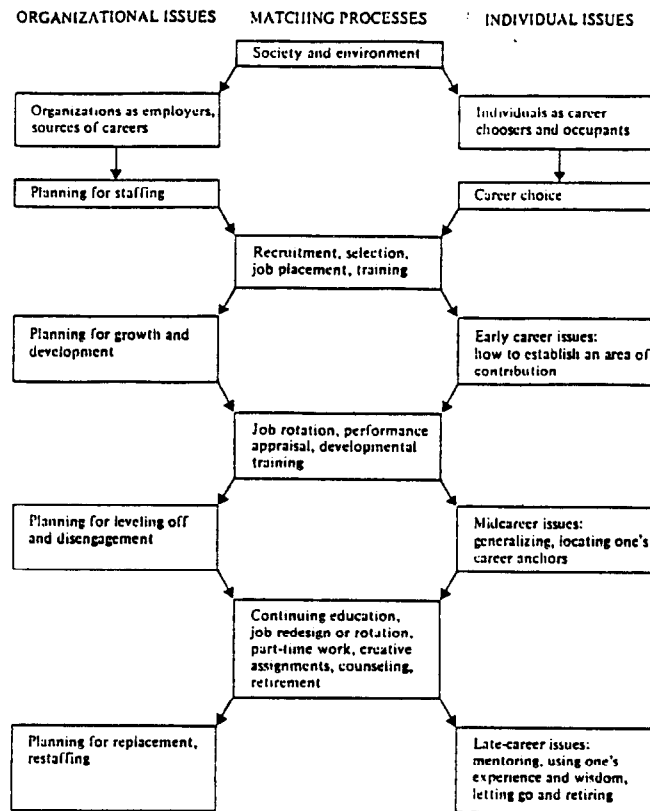 ORGANIZATIONAL ISSUES
MATCHING PROCESSES
INDIVIDUAL ISSUES
Society and environment
Organizations as employers,
sources of careers
Individuals as career
choosers and occupants
Planning for staffing
Career choice
Recruitment, selection,
job placement, training
Planning for growth and
development
Early career issues:
how to establish an area of
contribution
Job rotation, performance
appraisal, developmental
training
Planning for leveling off
and disengagement
Midcareer issues:
generalizing, locating one's
career anchors
Continuing education,
job redesign or rotation,
part-time work, creative
assignments, counseling,
retirement
Planning for replacement,
restaffing
Late-career issues:
mentoring, using one's
experience and wisdom,
letting go and retiring